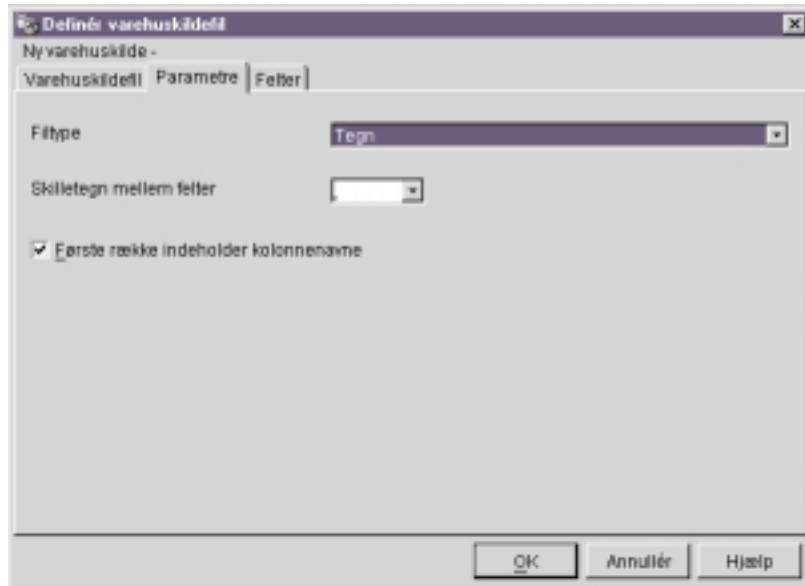 Definér varehuskildefil
Ny varehuskilde -
Varehuskildefil Parametre Felter
Filtype Tegn
Skilletegn mellem felter ,
Første række indeholder kolonnenavne
OK Annullér Hjælp